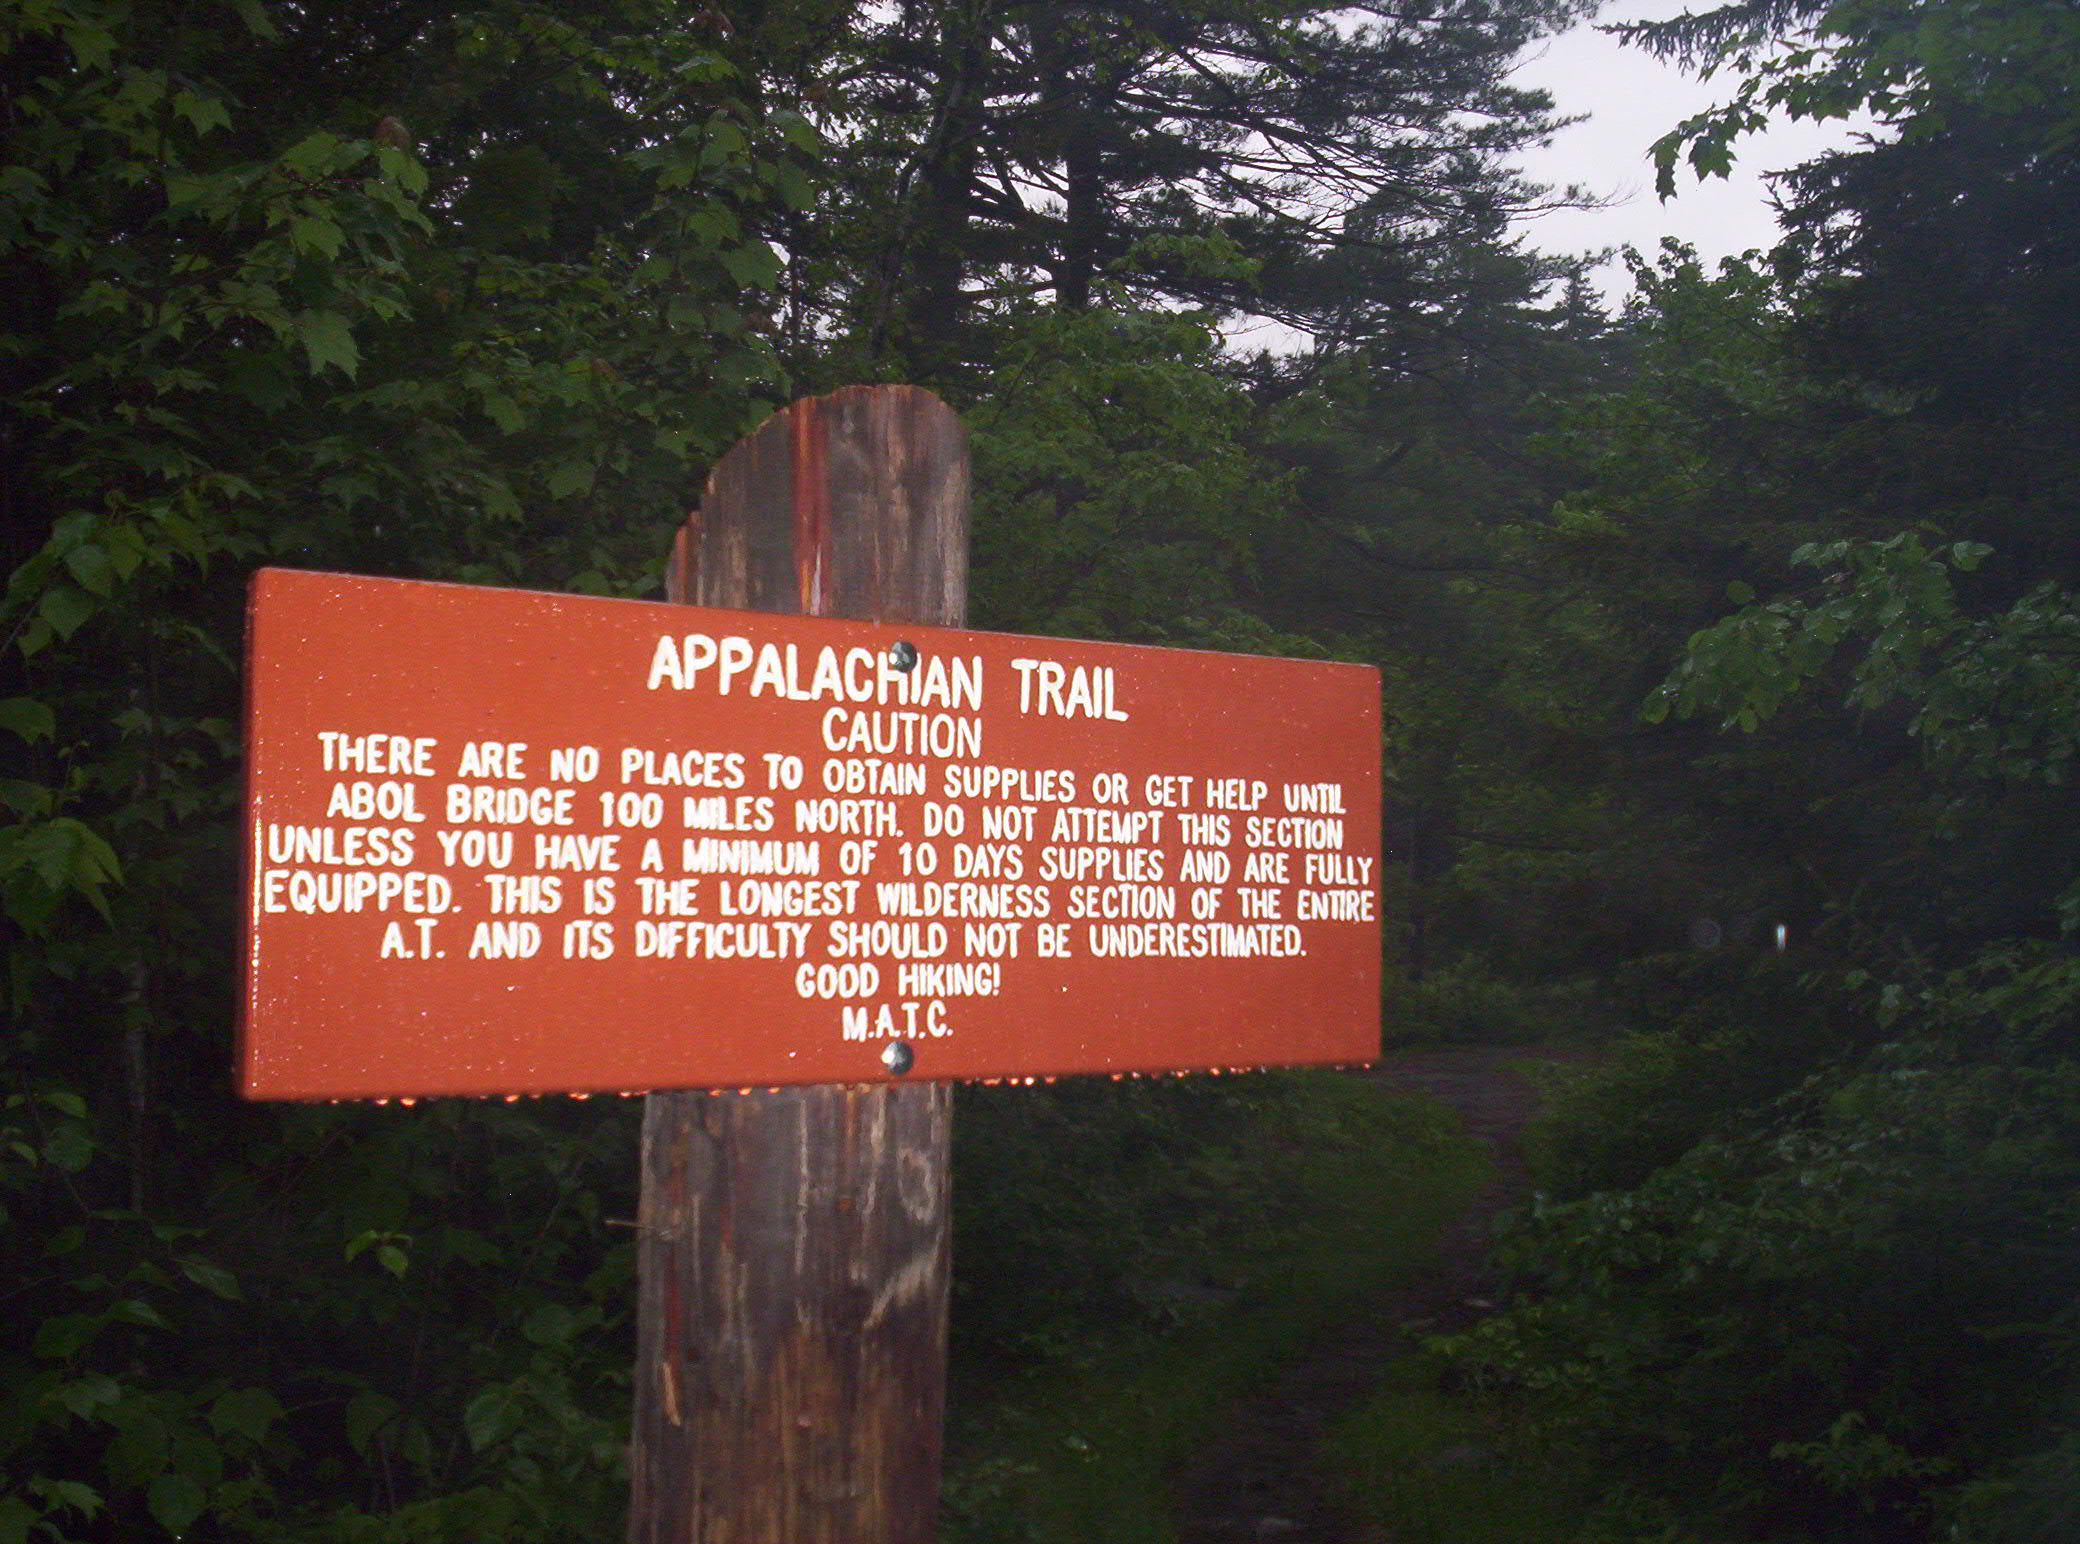 APPALACHIAN TRAIL
CAUTION
THERE ARE NO PLACES TO OBTAIN SUPPLIES OR GET HELP UNTIL
ABOL BRIDGE 100 MILES NORTH. DO NOT ATTEMPT THIS SECTION
UNLESS YOU HAVE A MINIMUM OF 10 DAYS SUPPLIES AND ARE FULLY
EQUIPPED. THIS IS THE LONGEST WILDERNESS SECTION OF THE ENTIRE
A.T. AND ITS DIFFICULTY SHOULD NOT BE UNDERESTIMATED.
GOOD HIKING!
M.A.T.C.